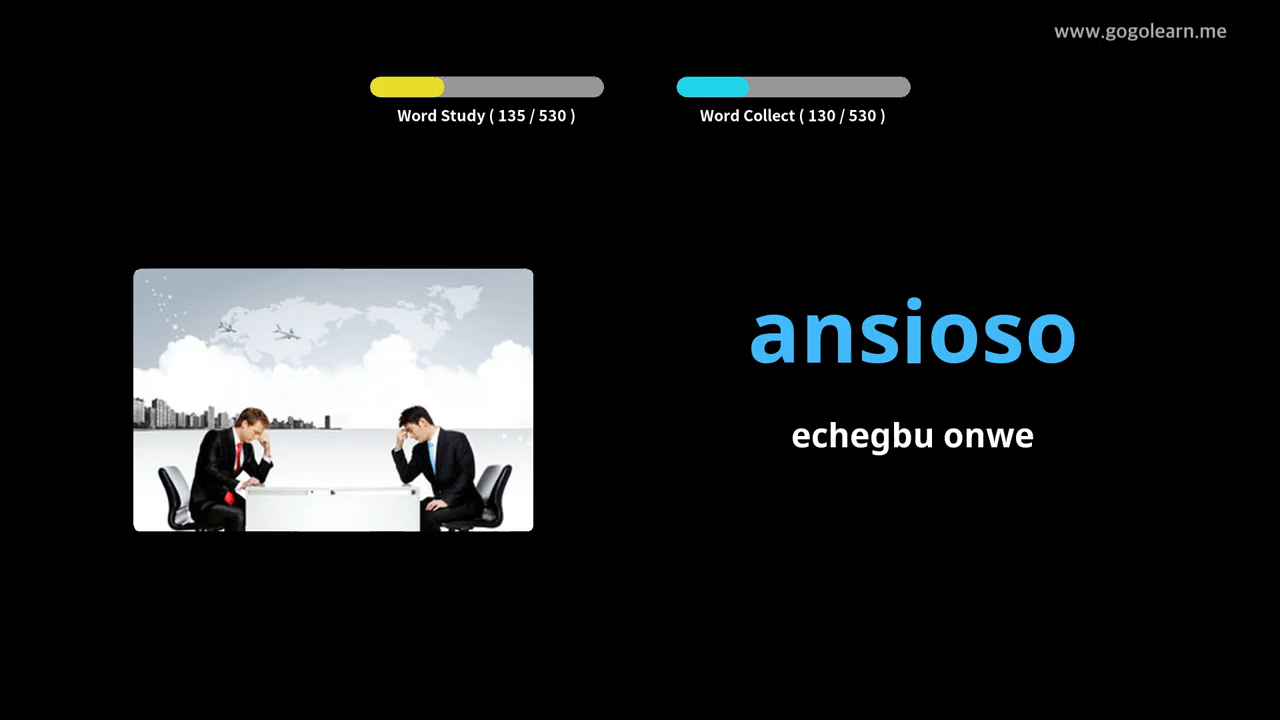 www.gogolearn.me
Word Study ( 135 / 530 )
Word Collect ( 130 / 530 )
ansioso
echegbu onwe